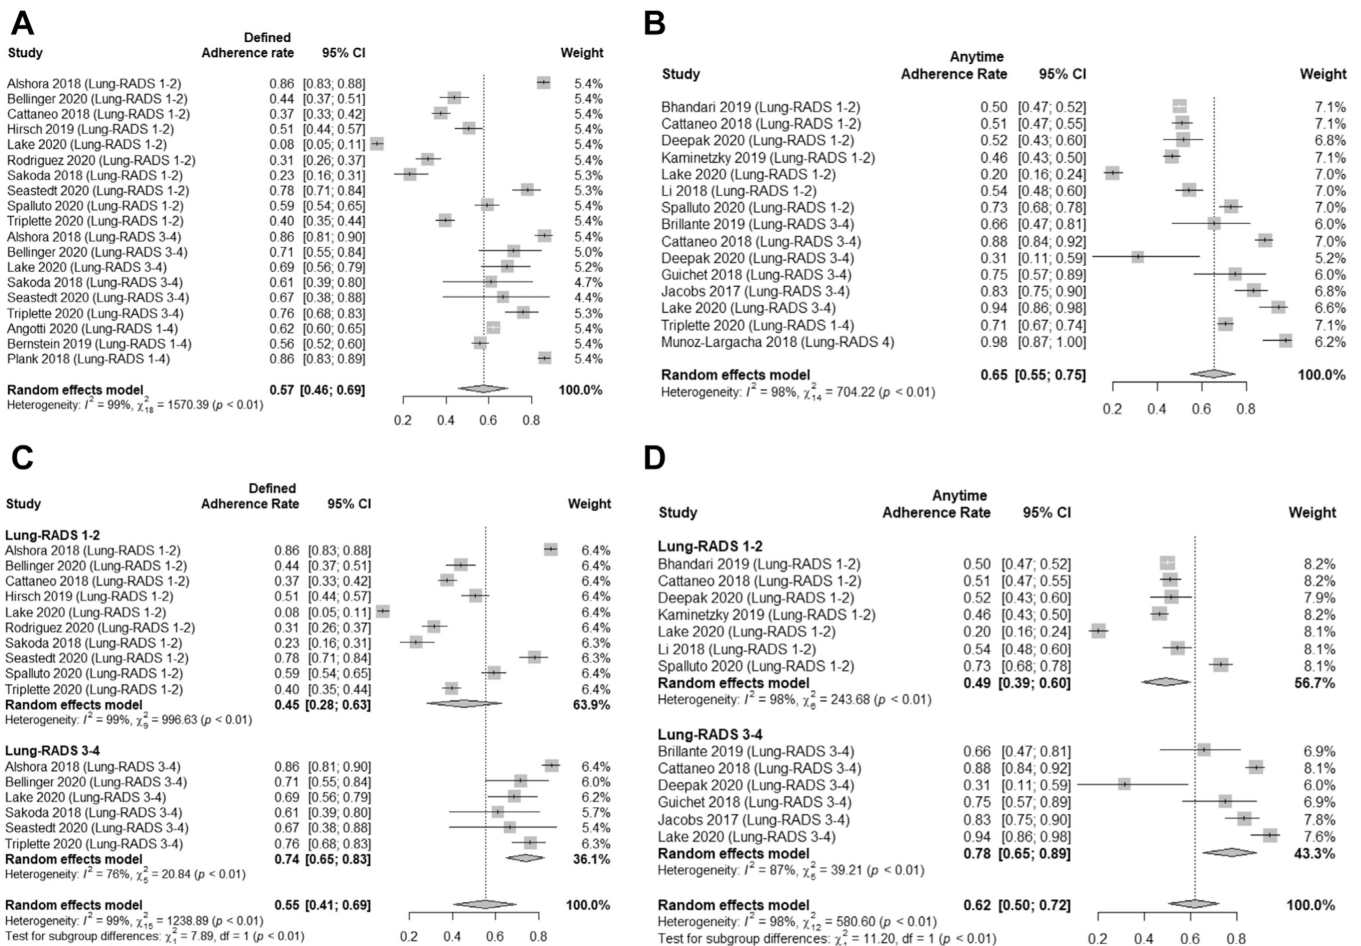 A
Defined
Study Adherence rate 95% CI Weight
Alshora 2018 (Lung-RADS 1-2) 0.86 [0.83; 0.88] 5.4%
Bellinger 2020 (Lung-RADS 1-2) 0.44 [0.37; 0.51] 5.4%
Cattaneo 2018 (Lung-RADS 1-2) 0.37 [0.33; 0.42] 5.4%
Hirsch 2019 (Lung-RADS 1-2) 0.51 [0.44; 0.57] 5.4%
Lake 2020 (Lung-RADS 1-2) 0.08 [0.05; 0.11] 5.4%
Rodriguez 2020 (Lung-RADS 1-2) 0.31 [0.26; 0.37] 5.4%
Sakoda 2018 (Lung-RADS 1-2) 0.23 [0.16; 0.31] 5.3%
Seastedt 2020 (Lung-RADS 1-2) 0.78 [0.71; 0.84] 5.3%
Spalluto 2020 (Lung-RADS 1-2) 0.59 [0.54; 0.65] 5.4%
Triplette 2020 (Lung-RADS 1-2) 0.40 [0.35; 0.44] 5.4%
Alshora 2018 (Lung-RADS 3-4) 0.86 [0.81; 0.90] 5.4%
Bellinger 2020 (Lung-RADS 3-4) 0.71 [0.55; 0.84] 5.0%
Lake 2020 (Lung-RADS 3-4) 0.69 [0.56; 0.79] 5.2%
Sakoda 2018 (Lung-RADS 3-4) 0.61 [0.39; 0.80] 4.7%
Seastedt 2020 (Lung-RADS 3-4) 0.67 [0.38; 0.88] 4.4%
Triplette 2020 (Lung-RADS 3-4) 0.76 [0.68; 0.83] 5.3%
Angotti 2020 (Lung-RADS 1-4) 0.62 [0.60; 0.65] 5.4%
Bernstein 2019 (Lung-RADS 1-4) 0.56 [0.52; 0.60] 5.4%
Plank 2018 (Lung-RADS 1-4) 0.86 [0.83; 0.89] 5.4%
Random effects model 0.57 [0.46; 0.69] 100.0%
Heterogeneity: I² = 99%, χ²₁₈ = 1570.39 (p < 0.01)
0.2 0.4 0.6 0.8
B
Anytime
Study Adherence Rate 95% CI Weight
Bhandari 2019 (Lung-RADS 1-2) 0.50 [0.47; 0.52] 7.1%
Cattaneo 2018 (Lung-RADS 1-2) 0.51 [0.47; 0.55] 7.1%
Deepak 2020 (Lung-RADS 1-2) 0.52 [0.43; 0.60] 6.8%
Kaminetzky 2019 (Lung-RADS 1-2) 0.46 [0.43; 0.50] 7.1%
Lake 2020 (Lung-RADS 1-2) 0.20 [0.16; 0.24] 7.0%
Li 2018 (Lung-RADS 1-2) 0.54 [0.48; 0.60] 7.0%
Spalluto 2020 (Lung-RADS 1-2) 0.73 [0.68; 0.78] 7.0%
Brillante 2019 (Lung-RADS 3-4) 0.66 [0.47; 0.81] 6.0%
Cattaneo 2018 (Lung-RADS 3-4) 0.88 [0.84; 0.92] 7.0%
Deepak 2020 (Lung-RADS 3-4) 0.31 [0.11; 0.59] 5.2%
Guichet 2018 (Lung-RADS 3-4) 0.75 [0.57; 0.89] 6.0%
Jacobs 2017 (Lung-RADS 3-4) 0.83 [0.75; 0.90] 6.8%
Lake 2020 (Lung-RADS 3-4) 0.94 [0.86; 0.98] 6.6%
Triplette 2020 (Lung-RADS 1-4) 0.71 [0.67; 0.74] 7.1%
Munoz-Largacha 2018 (Lung-RADS 4) 0.98 [0.87; 1.00] 6.2%
Random effects model 0.65 [0.55; 0.75] 100.0%
Heterogeneity: I² = 98%, χ²₁₄ = 704.22 (p < 0.01)
0.2 0.4 0.6 0.8
C
Defined
Study Adherence Rate 95% CI Weight
Lung-RADS 1-2
Alshora 2018 (Lung-RADS 1-2) 0.86 [0.83; 0.88] 6.4%
Bellinger 2020 (Lung-RADS 1-2) 0.44 [0.37; 0.51] 6.4%
Cattaneo 2018 (Lung-RADS 1-2) 0.37 [0.33; 0.42] 6.4%
Hirsch 2019 (Lung-RADS 1-2) 0.51 [0.44; 0.57] 6.4%
Lake 2020 (Lung-RADS 1-2) 0.08 [0.05; 0.11] 6.4%
Rodriguez 2020 (Lung-RADS 1-2) 0.31 [0.26; 0.37] 6.4%
Sakoda 2018 (Lung-RADS 1-2) 0.23 [0.16; 0.31] 6.3%
Seastedt 2020 (Lung-RADS 1-2) 0.78 [0.71; 0.84] 6.3%
Spalluto 2020 (Lung-RADS 1-2) 0.59 [0.54; 0.65] 6.4%
Triplette 2020 (Lung-RADS 1-2) 0.40 [0.35; 0.44] 6.4%
Random effects model 0.45 [0.28; 0.63] 63.9%
Heterogeneity: I² = 99%, χ²₉ = 996.63 (p < 0.01)
Lung-RADS 3-4
Alshora 2018 (Lung-RADS 3-4) 0.86 [0.81; 0.90] 6.4%
Bellinger 2020 (Lung-RADS 3-4) 0.71 [0.55; 0.84] 6.0%
Lake 2020 (Lung-RADS 3-4) 0.69 [0.56; 0.79] 6.2%
Sakoda 2018 (Lung-RADS 3-4) 0.61 [0.39; 0.80] 5.7%
Seastedt 2020 (Lung-RADS 3-4) 0.67 [0.38; 0.88] 5.4%
Triplette 2020 (Lung-RADS 3-4) 0.76 [0.68; 0.83] 6.3%
Random effects model 0.74 [0.65; 0.83] 36.1%
Heterogeneity: I² = 76%, χ²₅ = 20.84 (p < 0.01)
Random effects model 0.55 [0.41; 0.69] 100.0%
Heterogeneity: I² = 99%, χ²₁₅ = 1238.89 (p < 0.01)
Test for subgroup differences: χ²₁ = 7.89, df = 1 (p < 0.01)
0.2 0.4 0.6 0.8
D
Anytime
Study Adherence Rate 95% CI Weight
Lung-RADS 1-2
Bhandari 2019 (Lung-RADS 1-2) 0.50 [0.47; 0.52] 8.2%
Cattaneo 2018 (Lung-RADS 1-2) 0.51 [0.47; 0.55] 8.2%
Deepak 2020 (Lung-RADS 1-2) 0.52 [0.43; 0.60] 7.9%
Kaminetzky 2019 (Lung-RADS 1-2) 0.46 [0.43; 0.50] 8.2%
Lake 2020 (Lung-RADS 1-2) 0.20 [0.16; 0.24] 8.1%
Li 2018 (Lung-RADS 1-2) 0.54 [0.48; 0.60] 8.1%
Spalluto 2020 (Lung-RADS 1-2) 0.73 [0.68; 0.78] 8.1%
Random effects model 0.49 [0.39; 0.60] 56.7%
Heterogeneity: I² = 98%, χ²₆ = 243.68 (p < 0.01)
Lung-RADS 3-4
Brillante 2019 (Lung-RADS 3-4) 0.66 [0.47; 0.81] 6.9%
Cattaneo 2018 (Lung-RADS 3-4) 0.88 [0.84; 0.92] 8.1%
Deepak 2020 (Lung-RADS 3-4) 0.31 [0.11; 0.59] 6.0%
Guichet 2018 (Lung-RADS 3-4) 0.75 [0.57; 0.89] 6.9%
Jacobs 2017 (Lung-RADS 3-4) 0.83 [0.75; 0.90] 7.8%
Lake 2020 (Lung-RADS 3-4) 0.94 [0.86; 0.98] 7.6%
Random effects model 0.78 [0.65; 0.89] 43.3%
Heterogeneity: I² = 87%, χ²₅ = 39.21 (p < 0.01)
Random effects model 0.62 [0.50; 0.72] 100.0%
Heterogeneity: I² = 98%, χ²₁₂ = 580.60 (p < 0.01)
Test for subgroup differences: χ² = 11.20, df = 1 (p < 0.01)
0.2 0.4 0.6 0.8